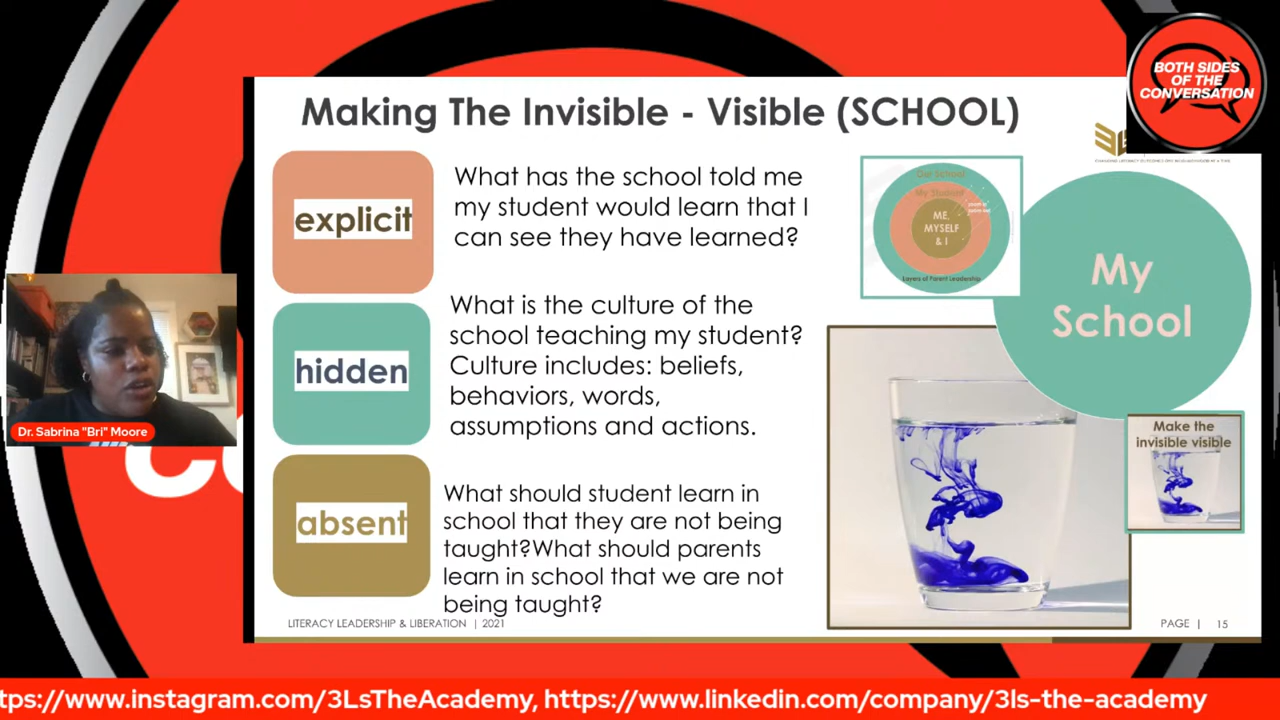 BOTH SIDES
OF THE
CONVERSATION
Making The Invisible - Visible (SCHOOL)
explicit
What has the school told me
my student would learn that I
can see they have learned?
hidden
What is the culture of the
school teaching my student?
Culture includes: beliefs,
behaviors, words,
assumptions and actions.
absent
What should student learn in
school that they are not being
taught?What should parents
learn in school that we are not
being taught?
Our School
My Student
ME,
MYSELF
& I
Layers of Parent Leadership
My
School
Make the
invisible visible
Dr. Sabrina "Bri" Moore
LITERACY LEADERSHIP & LIBERATION | 2021
PAGE | 15
tps://www.instagram.com/3LsTheAcademy, https://www.linkedin.com/company/3ls-the-academy